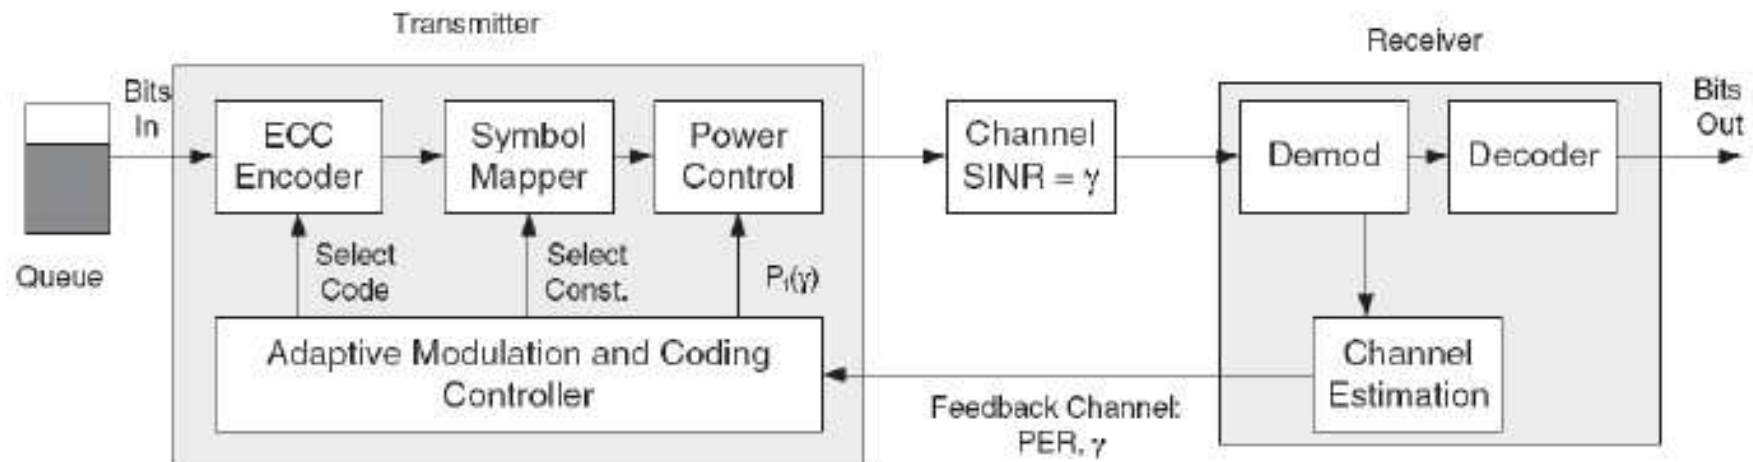 Transmitter
Receiver
Bits
In
Bits
Out
ECC
Encoder
Symbol
Mapper
Power
Control
Channel
SINR = γ
Demod
Decoder
Queue
Select
Code
Select
Const.
Pₜ(γ)
Adaptive Modulation and Coding
Controller
Channel
Estimation
Feedback Channel:
PER, γ